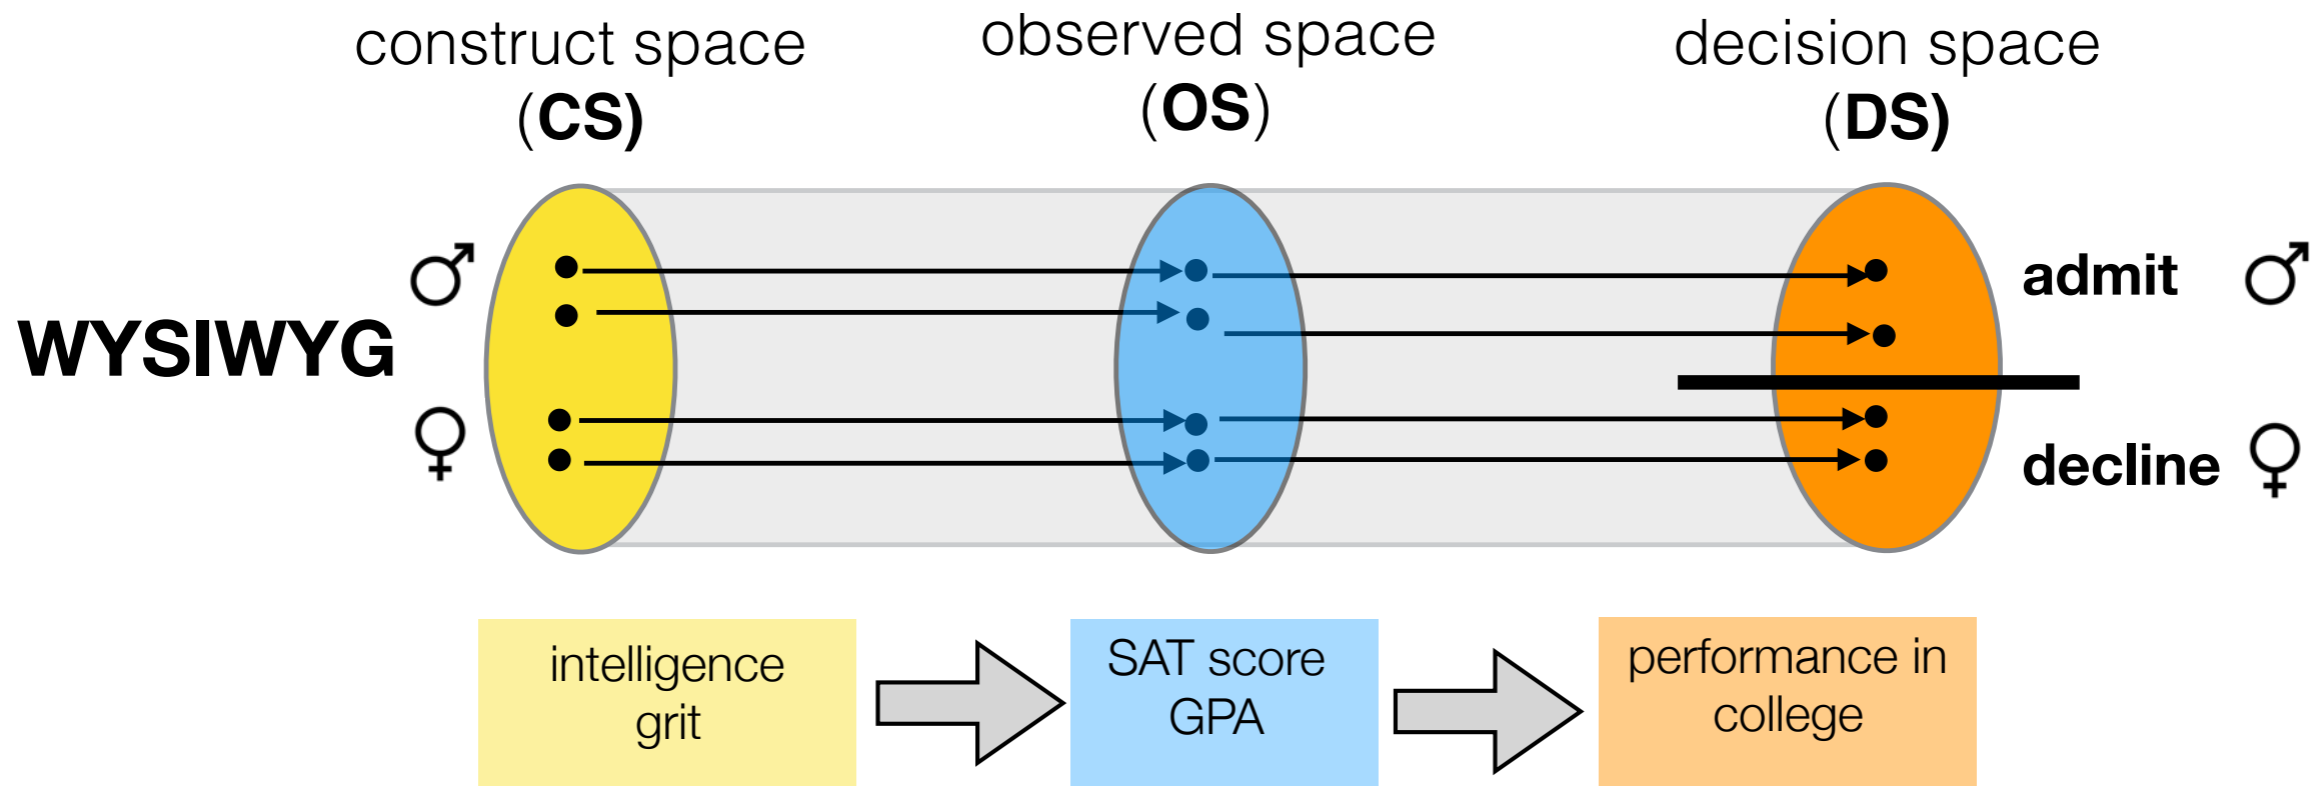 construct space
(CS)
observed space
(OS)
decision space
(DS)
WYSIWYG
admit
decline
intelligence
grit
SAT score
GPA
performance in
college